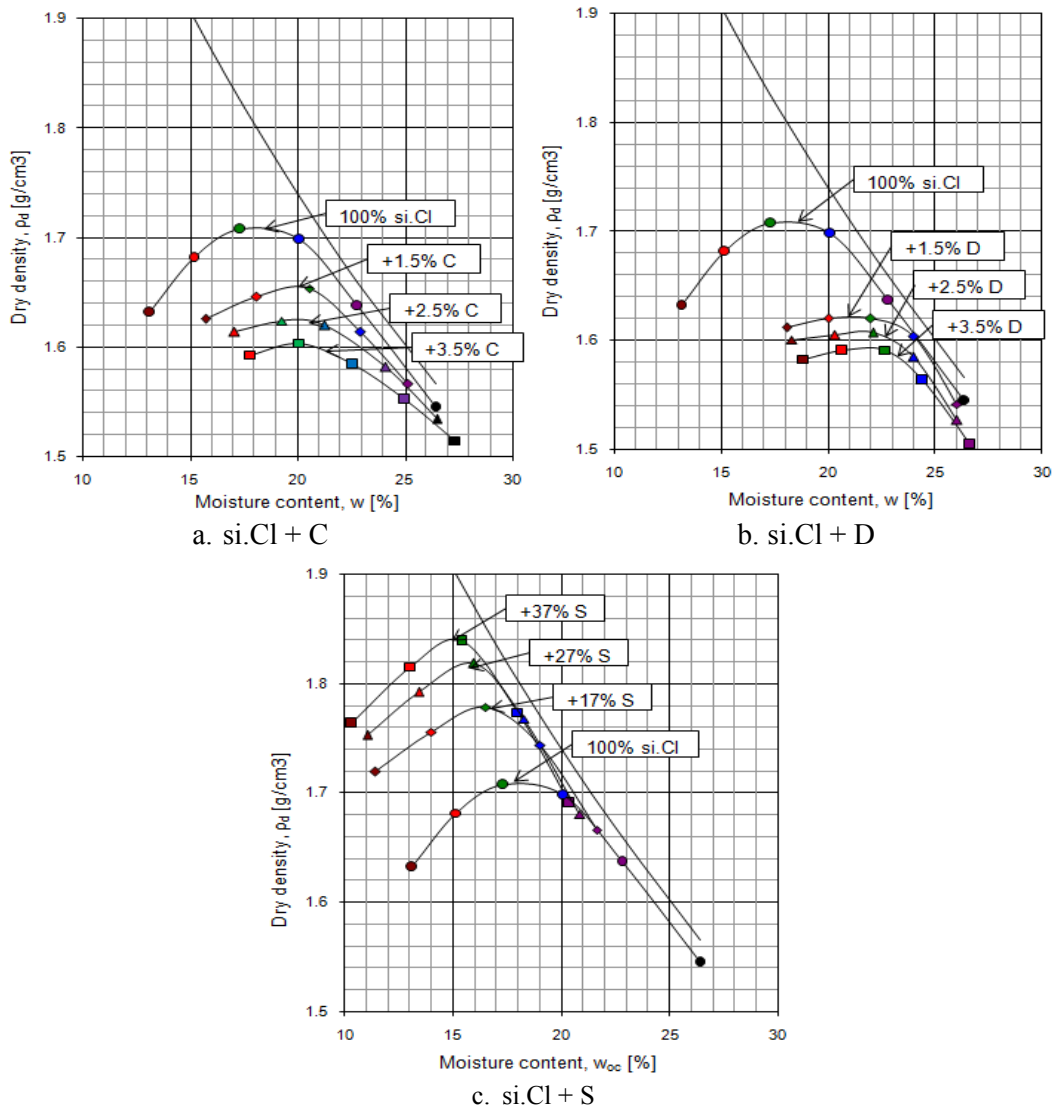 1.9
1.8
1.7
1.6
1.5
Dry density, ρd [g/cm3]
100% si.Cl
+1.5% C
+2.5% C
+3.5% C
10 15 20 25 30
Moisture content, w [%]
a. si.Cl + C
1.9
1.8
1.7
1.6
1.5
Dry density, ρd [g/cm3]
100% si.Cl
+1.5% D
+2.5% D
+3.5% D
10 15 20 25 30
Moisture content, w [%]
b. si.Cl + D
1.9
1.8
1.7
1.6
1.5
Dry density, ρd [g/cm3]
+37% S
+27% S
+17% S
100% si.Cl
10 15 20 25 30
Moisture content, woc [%]
c. si.Cl + S